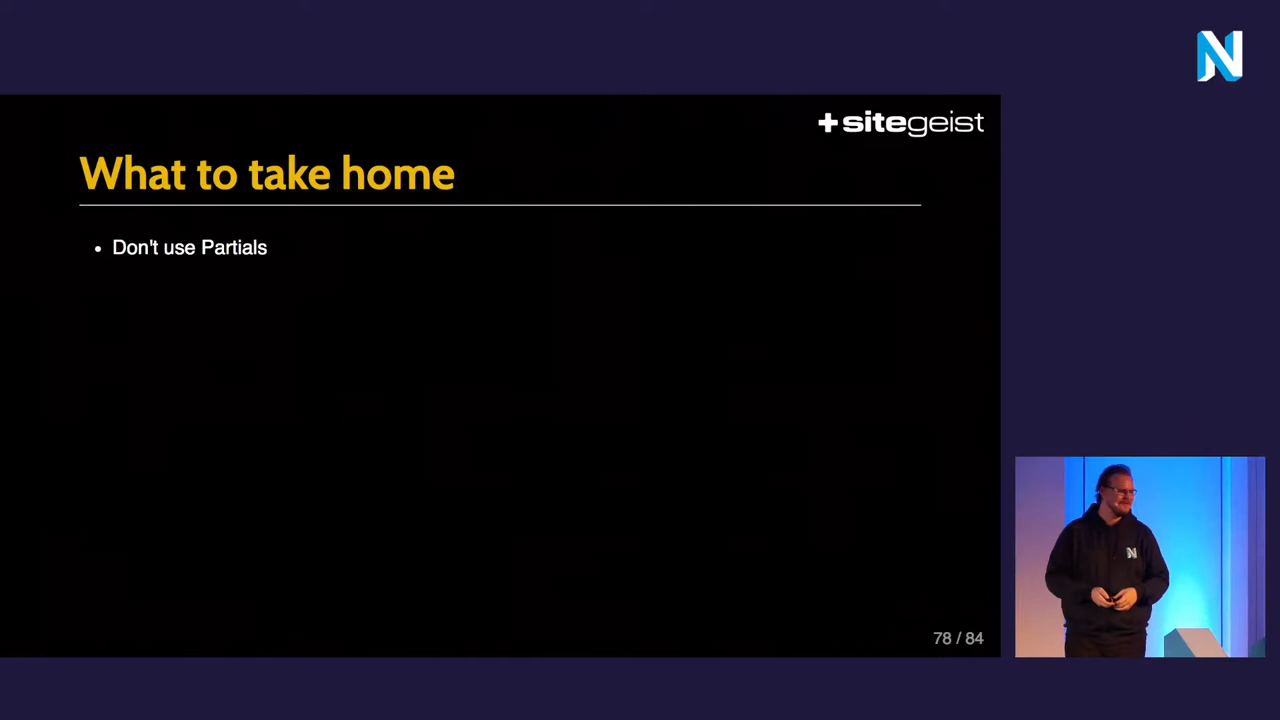 +sitegeist
What to take home
• Don't use Partials
78 / 84